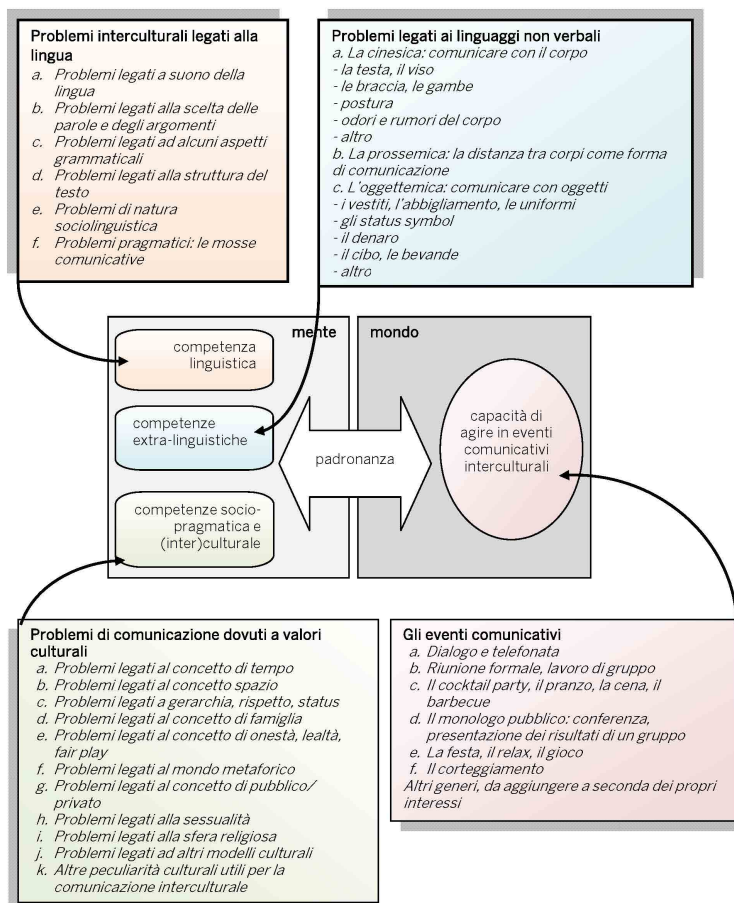 Problemi interculturali legati alla
lingua
a. Problemi legati a suono della
lingua
b. Problemi legati alla scelta delle
parole e degli argomenti
c. Problemi legati ad alcuni aspetti
grammaticali
d. Problemi legati alla struttura del
testo
e. Problemi di natura
sociolinguistica
f. Problemi pragmatici: le mosse
comunicative
Problemi legati ai linguaggi non verbali
a. La cinesica: comunicare con il corpo
- la testa, il viso
- le braccia, le gambe
- postura
- odori e rumori del corpo
- altro
b. La prossemica: la distanza tra corpi come forma
di comunicazione
c. L'oggettemica: comunicare con oggetti
- i vestiti, l'abbigliamento, le uniformi
- gli status symbol
- il denaro
- il cibo, le bevande
- altro
mente
competenza
linguistica
competenze
extra-linguistiche
competenze socio-
pragmatica e
(inter)culturale
padronanza
mondo
capacità di
agire in eventi
comunicativi
interculturali
Problemi di comunicazione dovuti a valori
culturali
a. Problemi legati al concetto di tempo
b. Problemi legati al concetto spazio
c. Problemi legati a gerarchia, rispetto, status
d. Problemi legati al concetto di famiglia
e. Problemi legati al concetto di onestà, lealtà,
fair play
f. Problemi legati al mondo metaforico
g. Problemi legati al concetto di pubblico/
privato
h. Problemi legati alla sessualità
i. Problemi legati alla sfera religiosa
j. Problemi legati ad altri modelli culturali
k. Altre peculiarità culturali utili per la
comunicazione interculturale
Gli eventi comunicativi
a. Dialogo e telefonata
b. Riunione formale, lavoro di gruppo
c. Il cocktail party, il pranzo, la cena, il
barbecue
d. Il monologo pubblico: conferenza,
presentazione dei risultati di un gruppo
e. La festa, il relax, il gioco
f. Il corteggiamento
Altri generi, da aggiungere a seconda dei propri
interessi